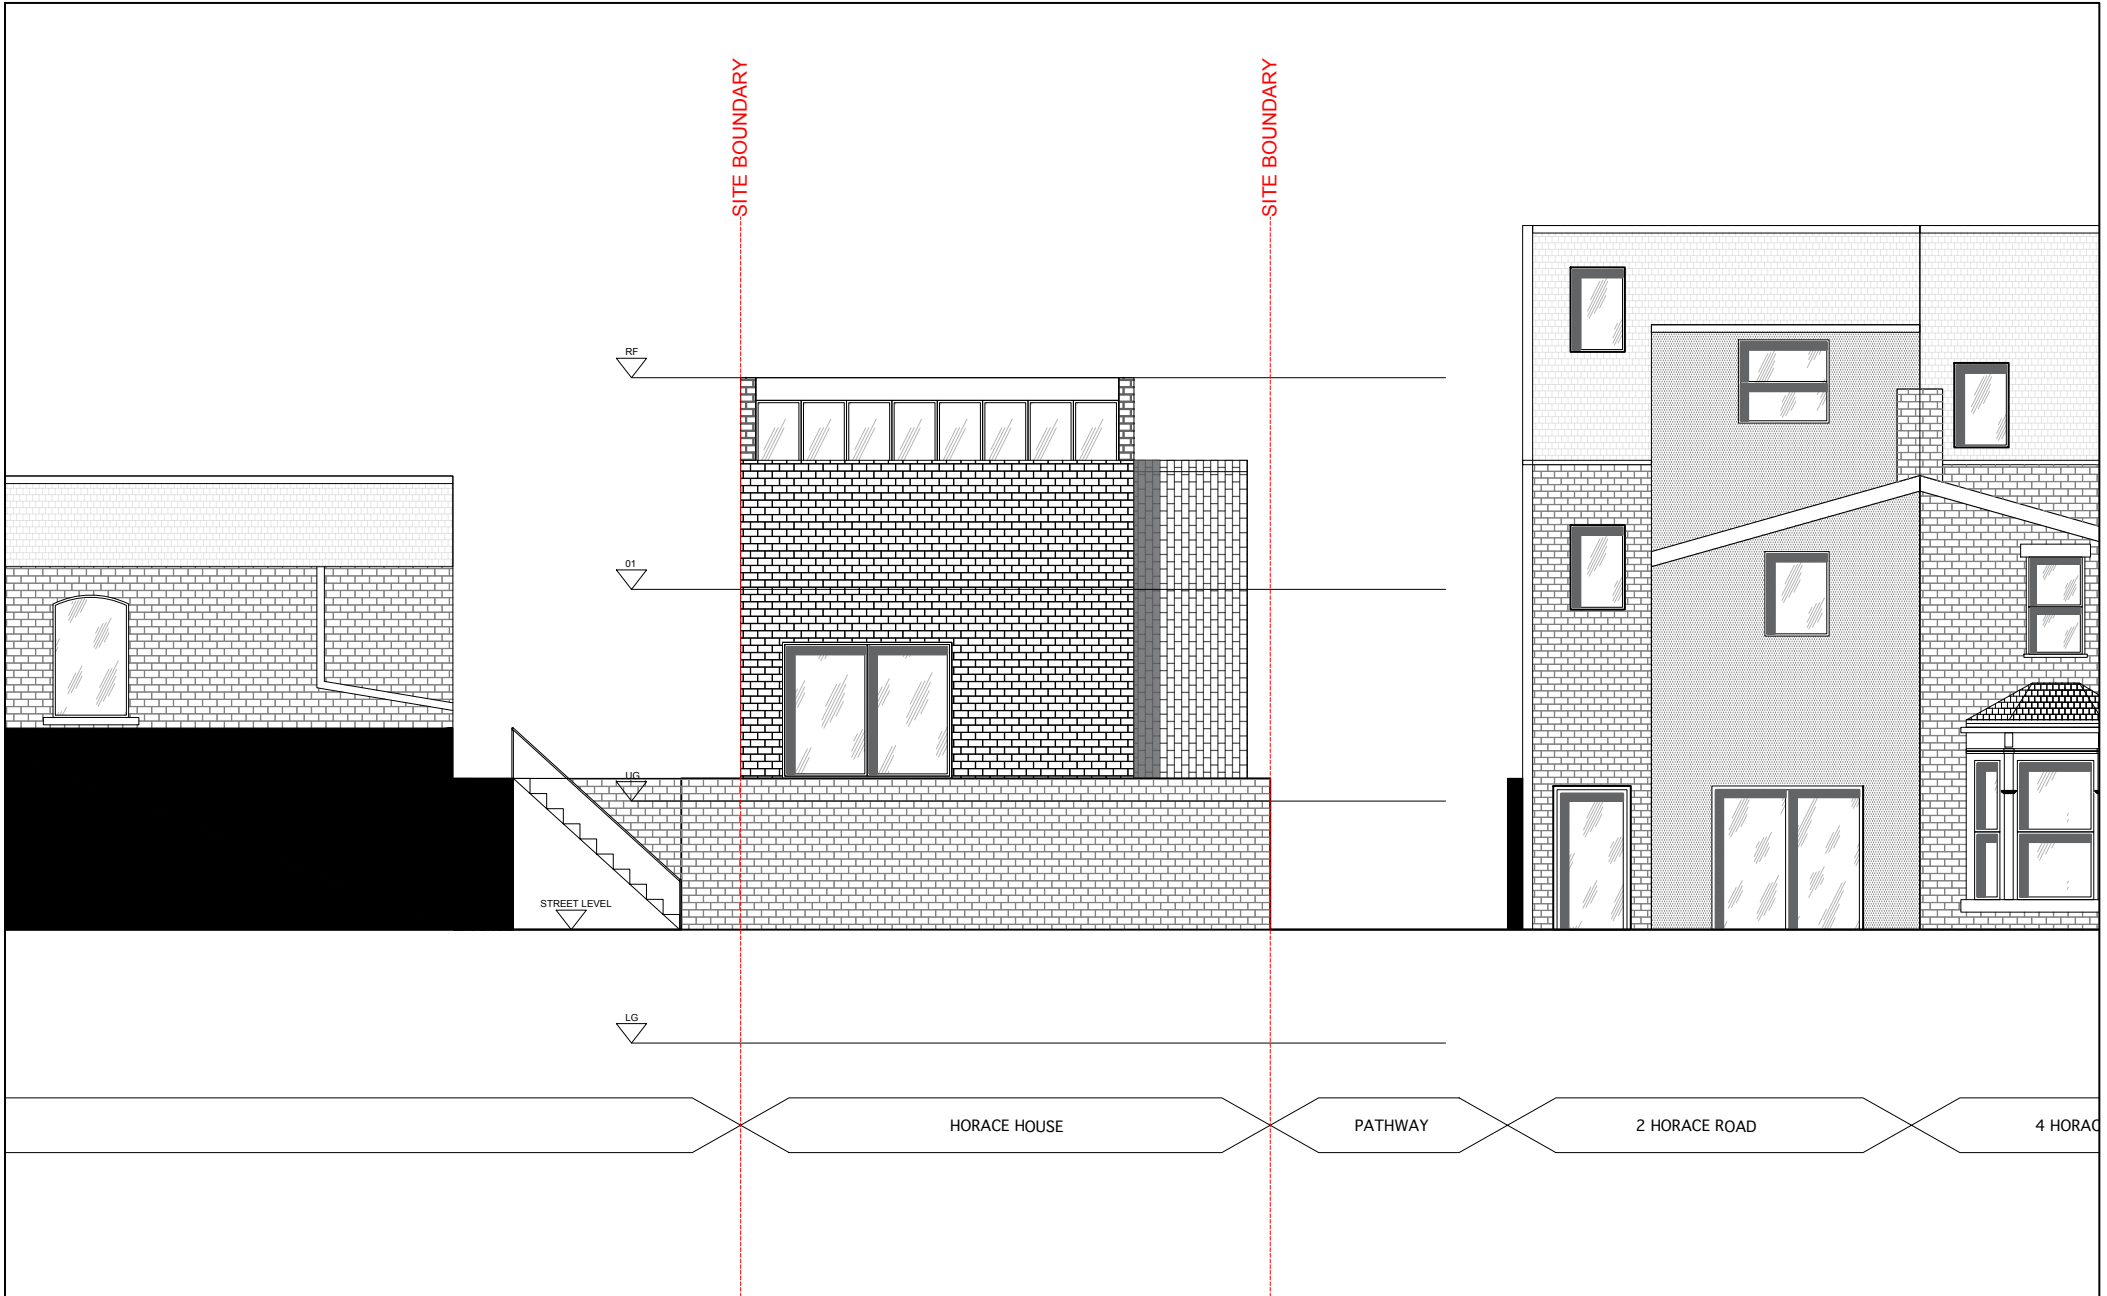 SITE BOUNDARY
SITE BOUNDARY
RF
01
UG
STREET LEVEL
LG
HORACE HOUSE
PATHWAY
2 HORACE ROAD
4 HORAC